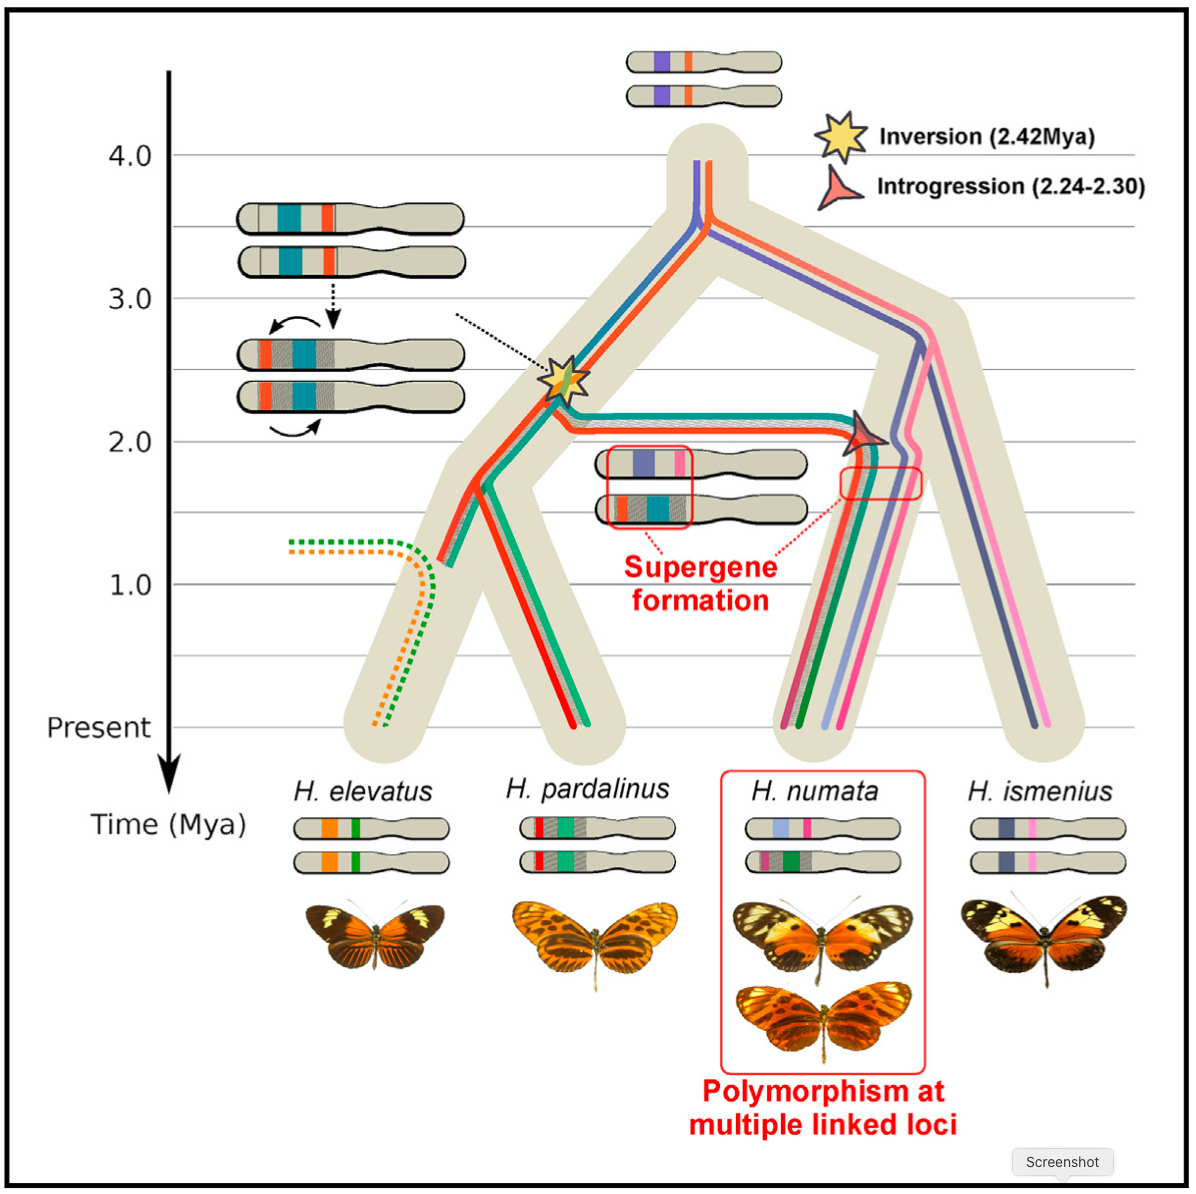 Inversion (2.42Mya)
Introgression (2.24-2.30)
4.0
3.0
2.0
1.0
Present
Time (Mya)
Supergene
formation
H. elevatus
H. pardalinus
H. numata
H. ismenius
Polymorphism at
multiple linked loci
Screenshot